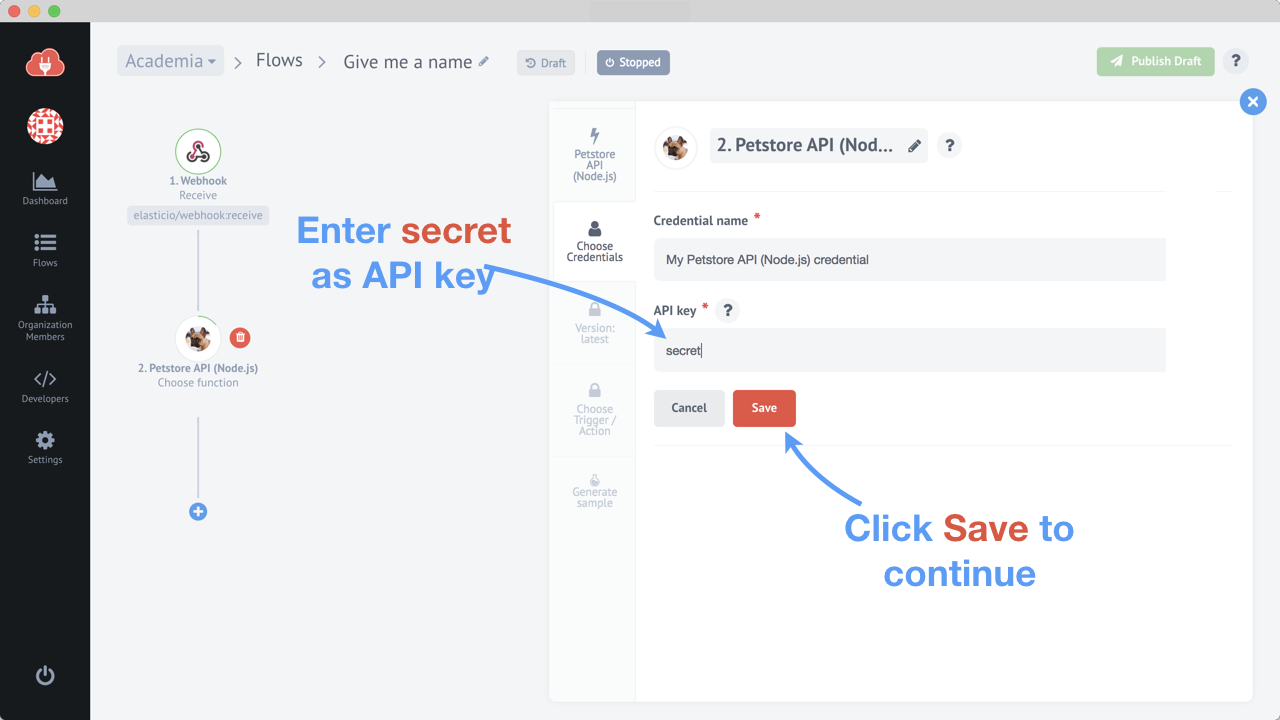 Academia
Flows
Give me a name
Draft
Stopped
Publish Draft
?
Dashboard
Flows
Organization
Members
Developers
Settings
1. Webhook
Receive
elasticio/webhook:receive
2. Petstore API (Node.js)
Choose function
Enter secret
as API key
Petstore
API
(Node.js)
Choose
Credentials
Version:
latest
Choose
Trigger /
Action
Generate
sample
2. Petstore API (Nod...
?
Credential name *
My Petstore API (Node.js) credential
API key * ?
secret
Cancel
Save
Click Save to
continue